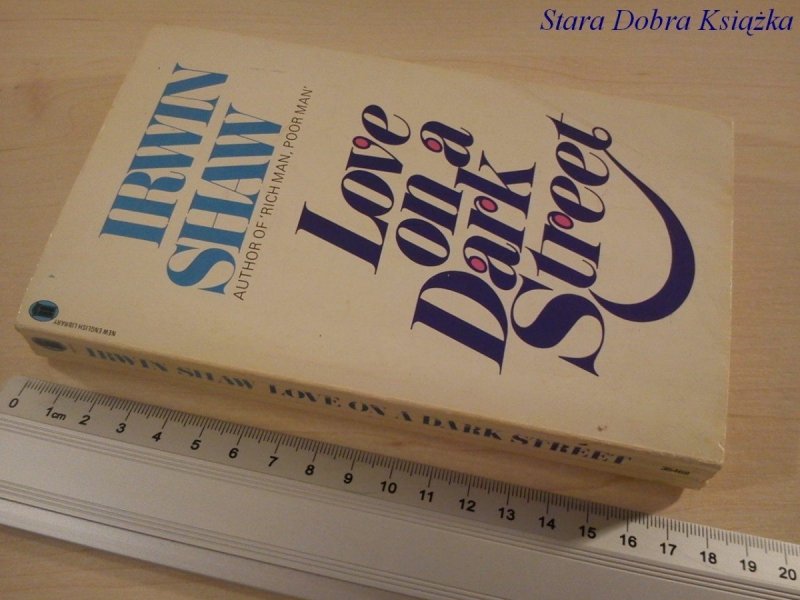 Stara Dobra Książka
IRWIN
SHAW
AUTHOR OF 'RICH MAN, POOR MAN'
Love
on a
Dark
Street
NEW ENGLISH LIBRARY
IRWIN SHAW LOVE ON A DARK STREET
0 1cm 2 3 4 5 6 7 8 9 10 11 12 13 14 15 16 17 18 19 20